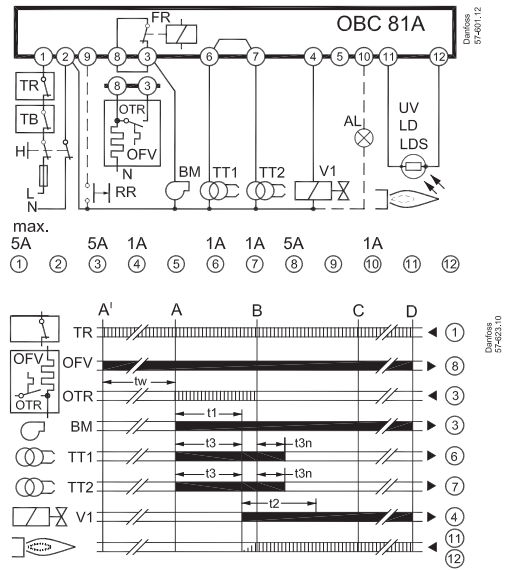 FR
OBC 81A
Danfoss
57-601.12
1 2 9 8 3 6 7 4 5 10 11 12
TR
8 3
OTR
TB
OFV
UV
LD
LDS
AL
H
BM TT1 TT2 V1
N
L
RR
N
max.
5A 5A 1A 1A 1A 5A 1A
1 2 3 4 5 6 7 8 9 10 11 12
A' A B C D
Danfoss
57-623.10
TR 1
OFV OFV 8
tw
OTR OTR 3
t1
BM 3
t3 t3n
TT1 6
t3 t3n
TT2 7
t2
V1 4
11
12